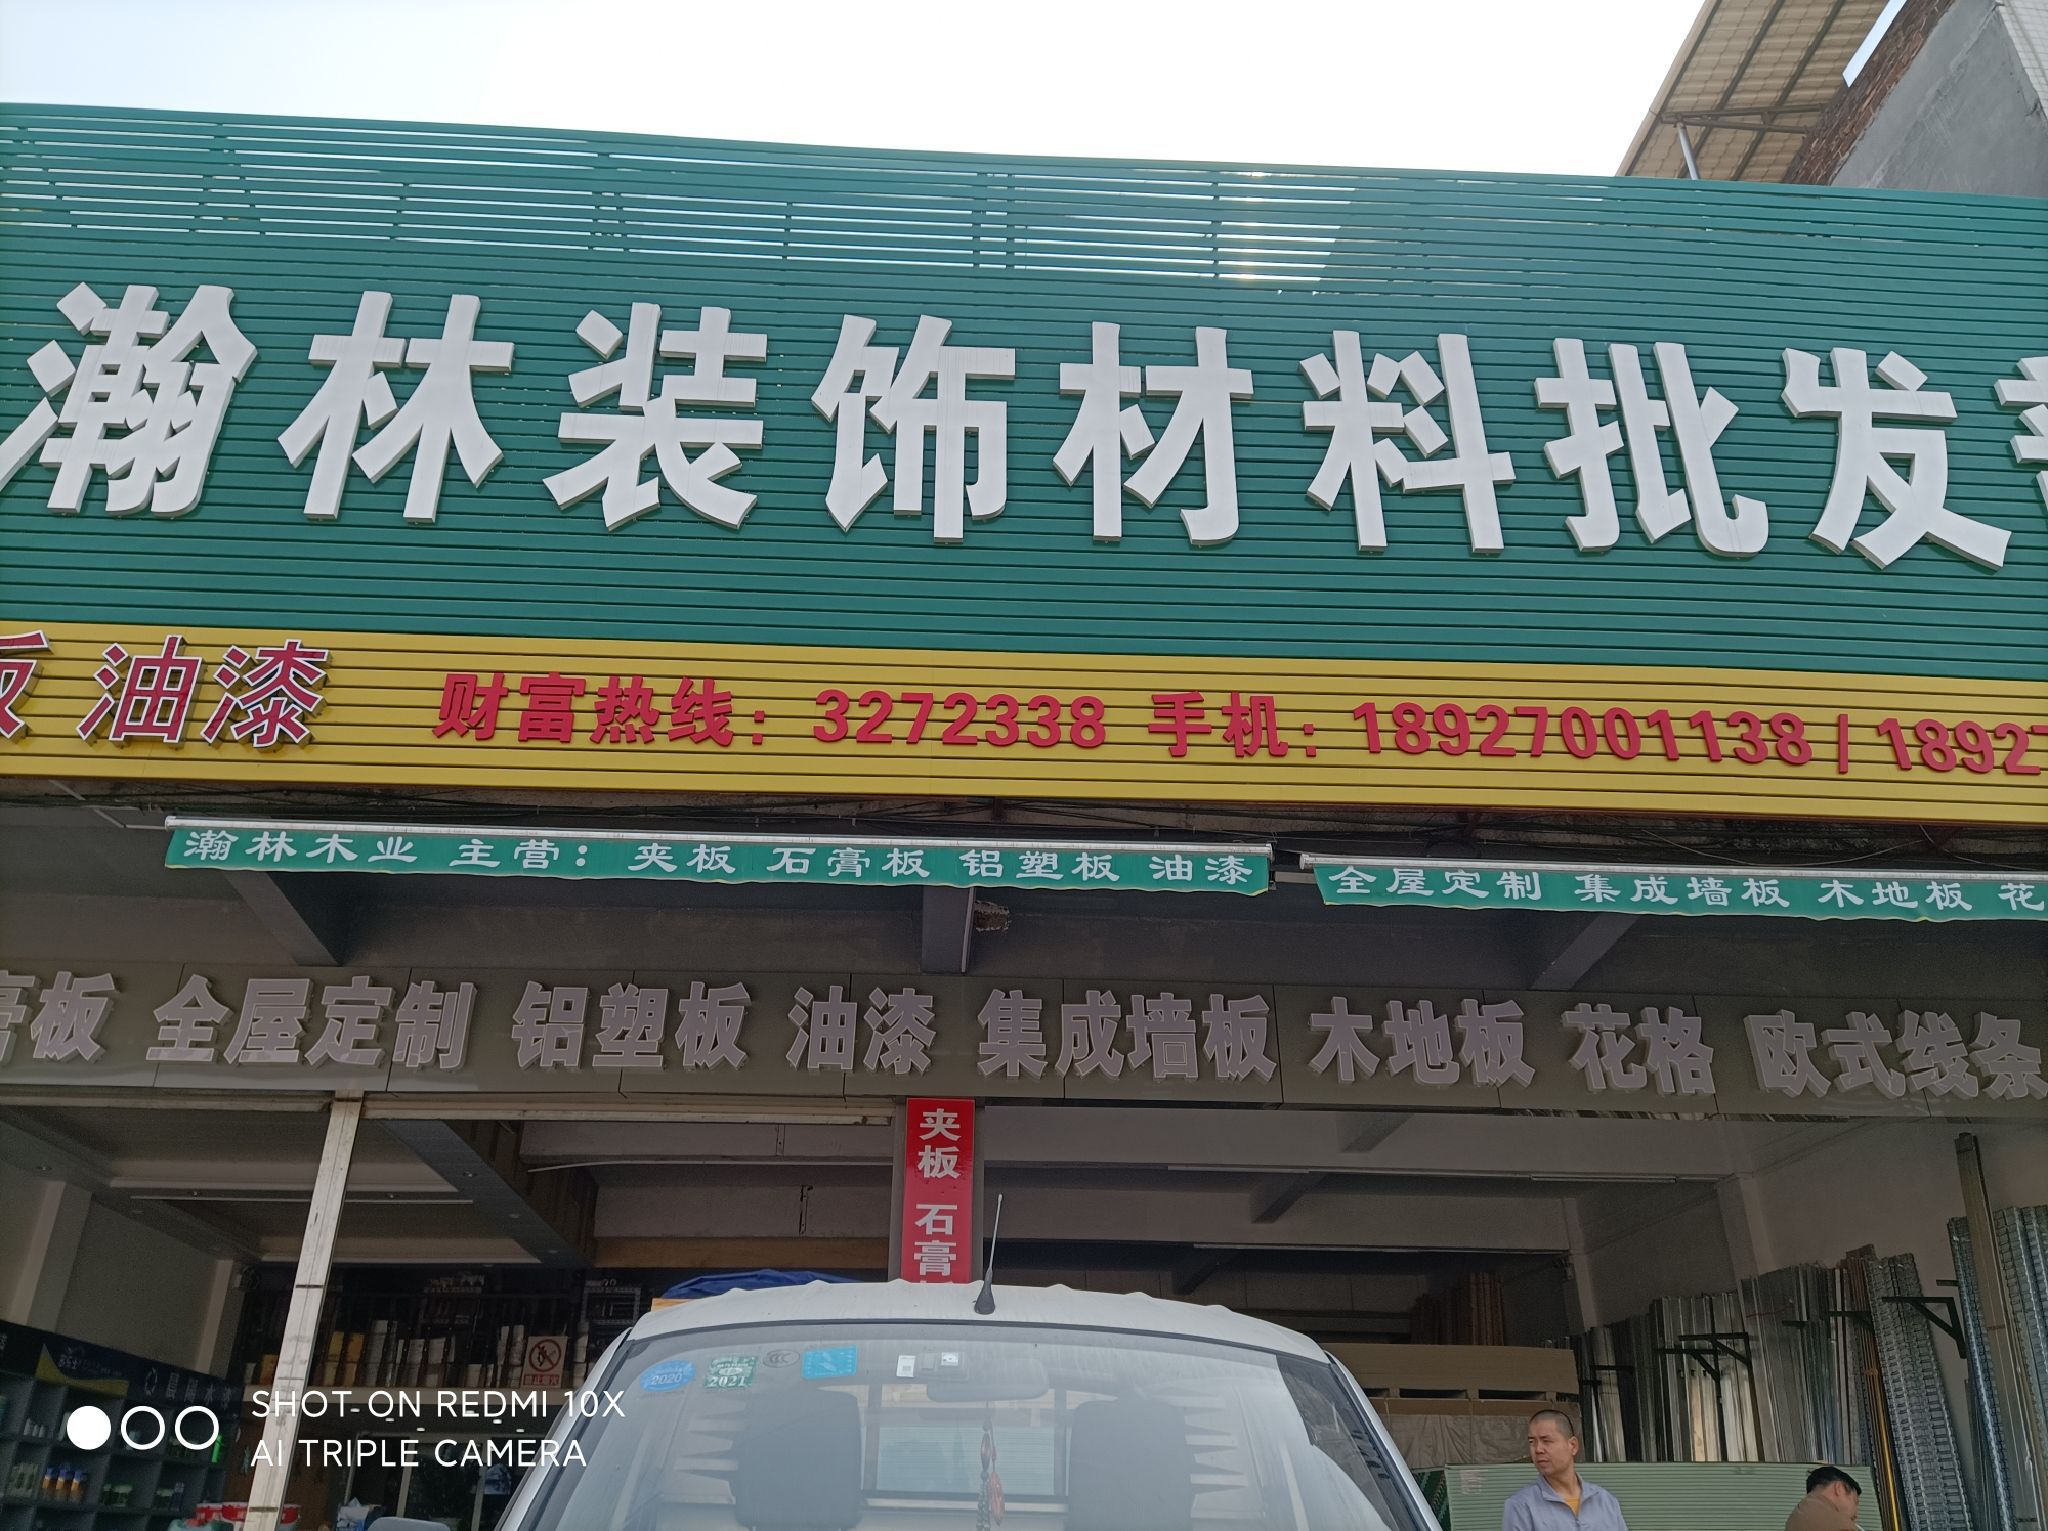 瀚林装饰材料批发
油漆 财富热线：3272338 手机：18927001138 | 18927
瀚林木业 主营：夹板 石膏板 铝塑板 油漆
全屋定制 集成墙板 木地板 花
膏板 全屋定制 铝塑板 油漆 集成墙板 木地板 花格 欧式线条
夹板 石膏
2020
2021
SHOT ON REDMI 10X
AI TRIPLE CAMERA